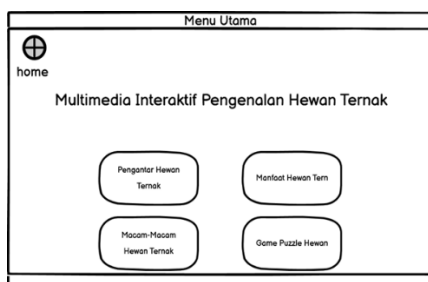 Menu Utama
home
Multimedia Interaktif Pengenalan Hewan Ternak
Pengantar Hewan
Ternak
Manfaat Hewan Tern
Macam-Macam
Hewan Ternak
Game Puzzle Hewan